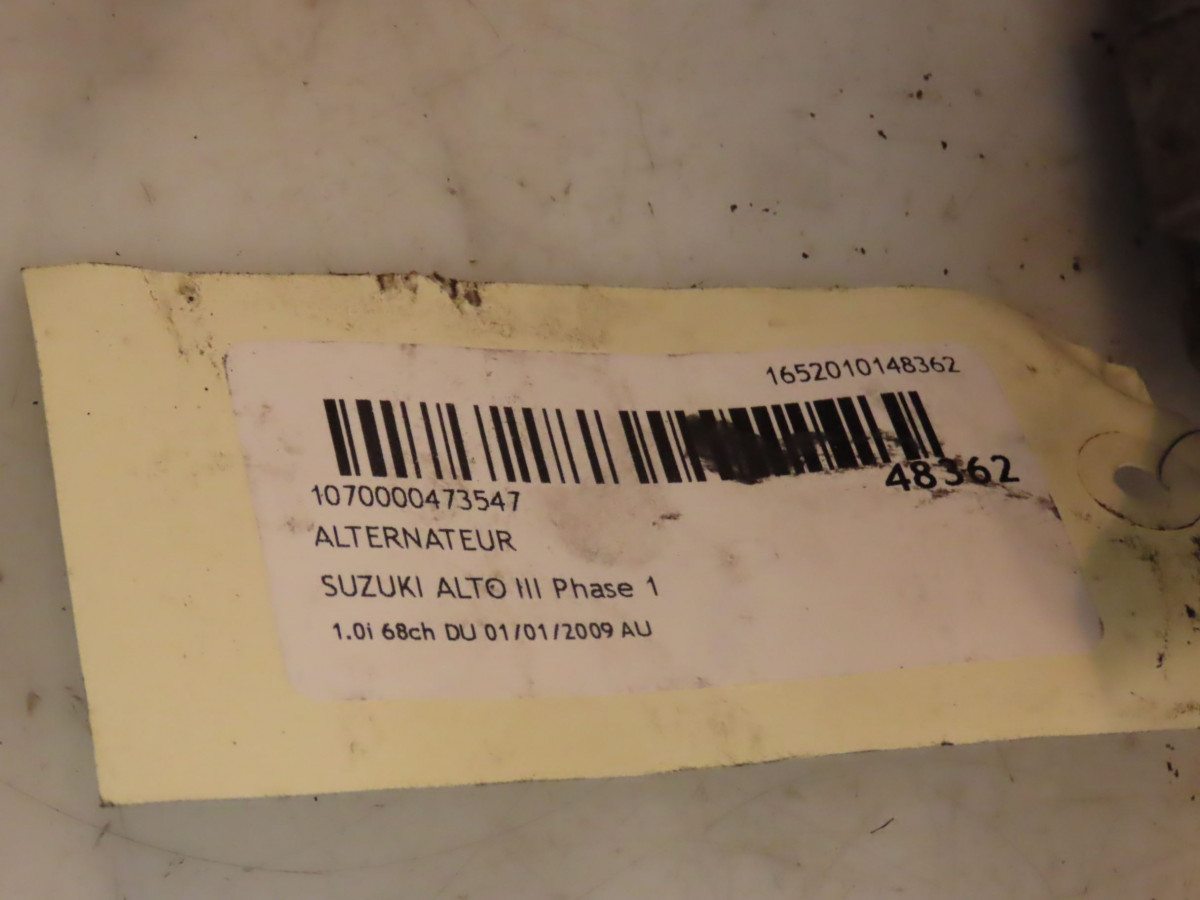 1652010148362
48362
1070000473547
ALTERNATEUR
SUZUKI ALTO III Phase 1
1.0i 68ch DU 01/01/2009 AU